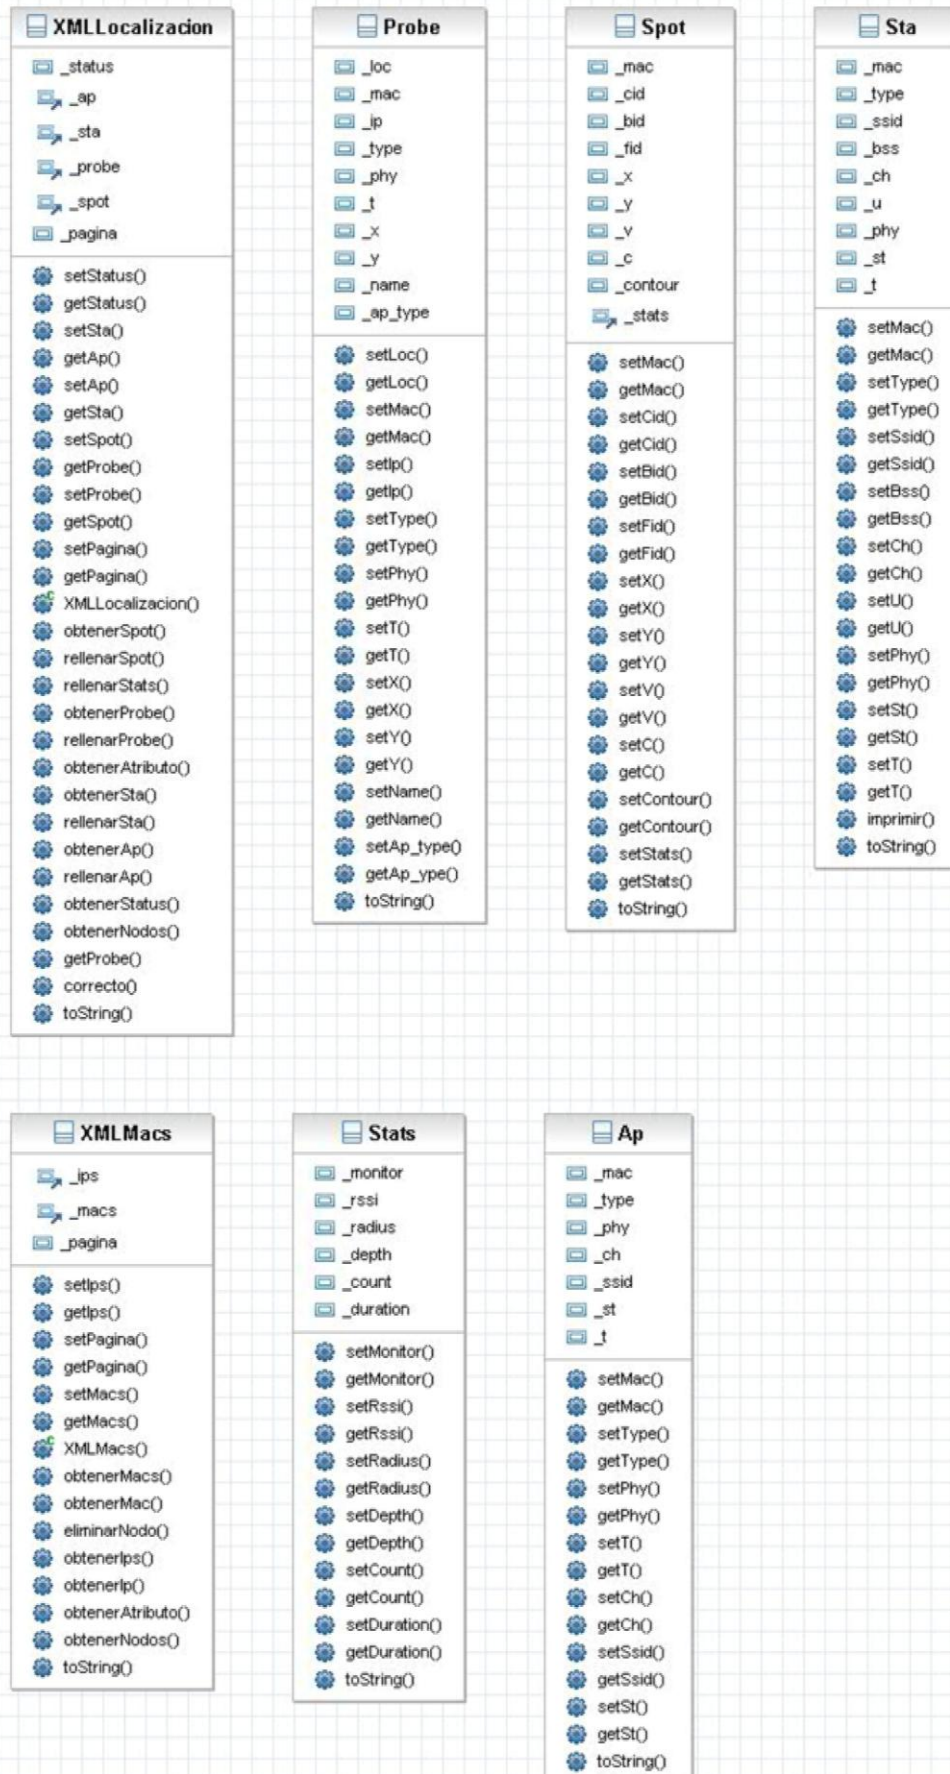 XMLLocalizacion
_status
_ap
_sta
_probe
_spot
_pagina
setStatus()
getStatus()
setSta()
getAp()
setAp()
getSta()
setSpot()
getProbe()
setProbe()
getSpot()
setPagina()
getPagina()
XMLLocalizacion()
obtenerSpot()
rellenarSpot()
rellenarStats()
obtenerProbe()
rellenarProbe()
obtenerAtributo()
obtenerSta()
rellenarSta()
obtenerAp()
rellenarAp()
obtenerStatus()
obtenerNodos()
getProbe()
correcto()
toString()
Probe
_loc
_mac
_ip
_type
_phy
_t
_x
_y
_name
_ap_type
setLoc()
getLoc()
setMac()
getMac()
setIp()
getIp()
setType()
getType()
setPhy()
getPhy()
setT()
getT()
setX()
getX()
setY()
getY()
setName()
getName()
setAp_type()
getAp_ype()
toString()
Spot
_mac
_cid
_bid
_fid
_x
_y
_v
_c
_contour
_stats
setMac()
getMac()
setCid()
getCid()
setBid()
getBid()
setFid()
getFid()
setX()
getX()
setY()
getY()
setV()
getV()
setC()
getC()
setContour()
getContour()
setStats()
getStats()
toString()
Sta
_mac
_type
_ssid
_bss
_ch
_u
_phy
_st
_t
setMac()
getMac()
setType()
getType()
setSsid()
getSsid()
setBss()
getBss()
setCh()
getCh()
setU()
getU()
setPhy()
getPhy()
setSt()
getSt()
setT()
getT()
imprimir()
toString()
XMLMacs
_ips
_macs
_pagina
setIps()
getIps()
setPagina()
getPagina()
setMacs()
getMacs()
XMLMacs()
obtenerMacs()
obtenerMac()
eliminarNodo()
obtenerIps()
obtenerIp()
obtenerAtributo()
obtenerNodos()
toString()
Stats
_monitor
_rssi
_radius
_depth
_count
_duration
setMonitor()
getMonitor()
setRssi()
getRssi()
setRadius()
getRadius()
setDepth()
getDepth()
setCount()
getCount()
setDuration()
getDuration()
toString()
Ap
_mac
_type
_phy
_ch
_ssid
_st
_t
setMac()
getMac()
setType()
getType()
setPhy()
getPhy()
setT()
getT()
setCh()
getCh()
setSsid()
getSsid()
setSt()
getSt()
toString()